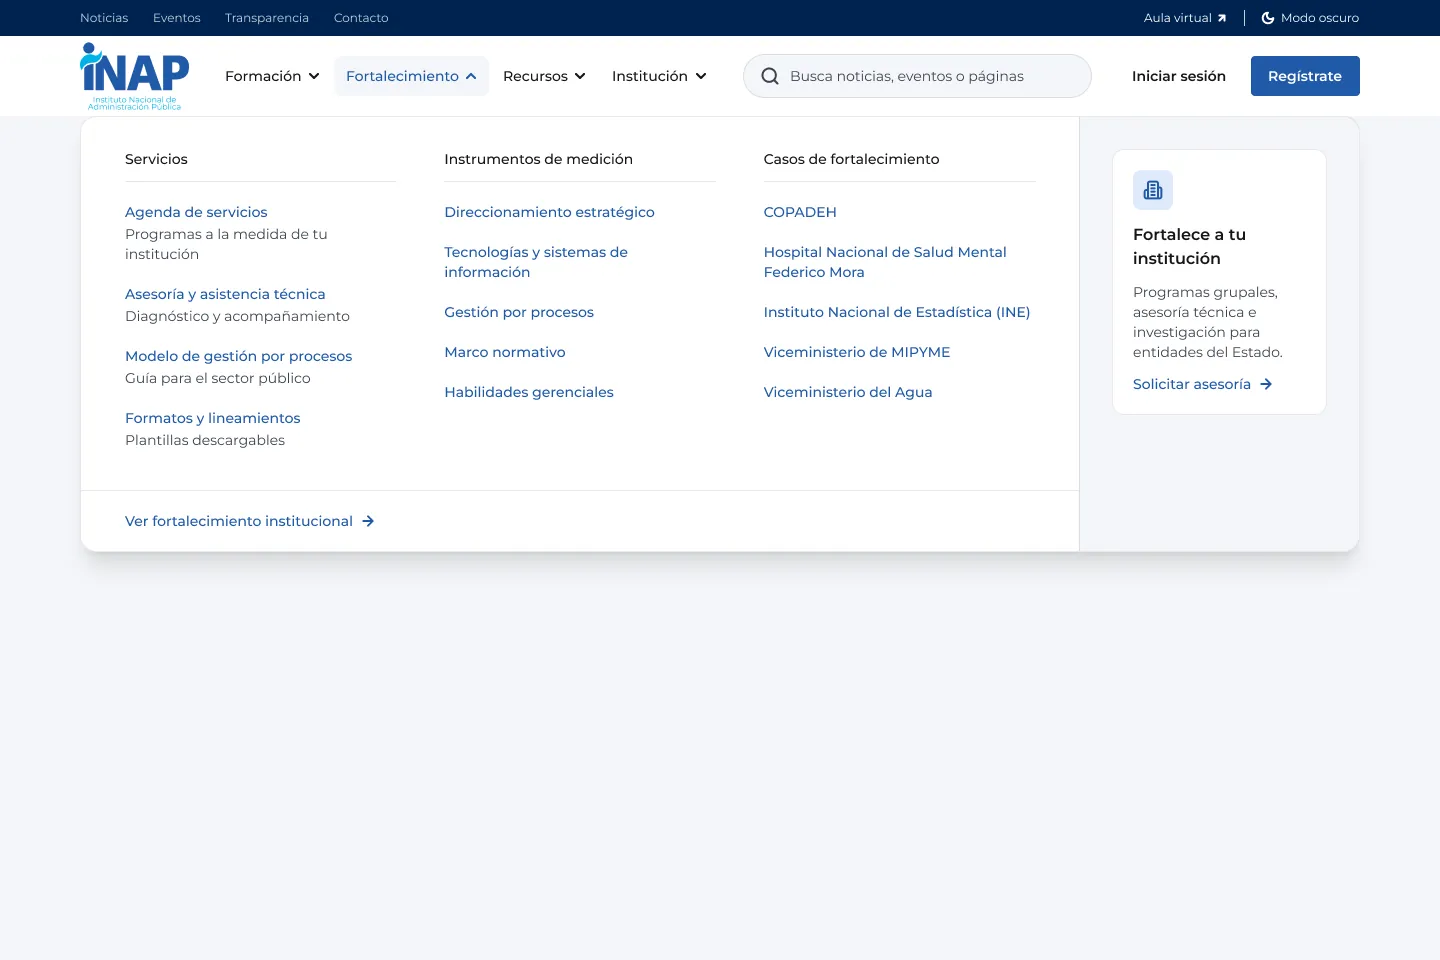 Noticias Eventos Transparencia Contacto Aula virtual Modo oscuro
iNAP
Instituto Nacional de
Administración Pública
Formación Fortalecimiento Recursos Institución Busca noticias, eventos o páginas Iniciar sesión Regístrate
Servicios
Agenda de servicios
Programas a la medida de tu
institución
Asesoría y asistencia técnica
Diagnóstico y acompañamiento
Modelo de gestión por procesos
Guía para el sector público
Formatos y lineamientos
Plantillas descargables
Instrumentos de medición
Direccionamiento estratégico
Tecnologías y sistemas de
información
Gestión por procesos
Marco normativo
Habilidades gerenciales
Casos de fortalecimiento
COPADEH
Hospital Nacional de Salud Mental
Federico Mora
Instituto Nacional de Estadística (INE)
Viceministerio de MIPYME
Viceministerio del Agua
Ver fortalecimiento institucional
Fortalece a tu
institución
Programas grupales,
asesoría técnica e
investigación para
entidades del Estado.
Solicitar asesoría